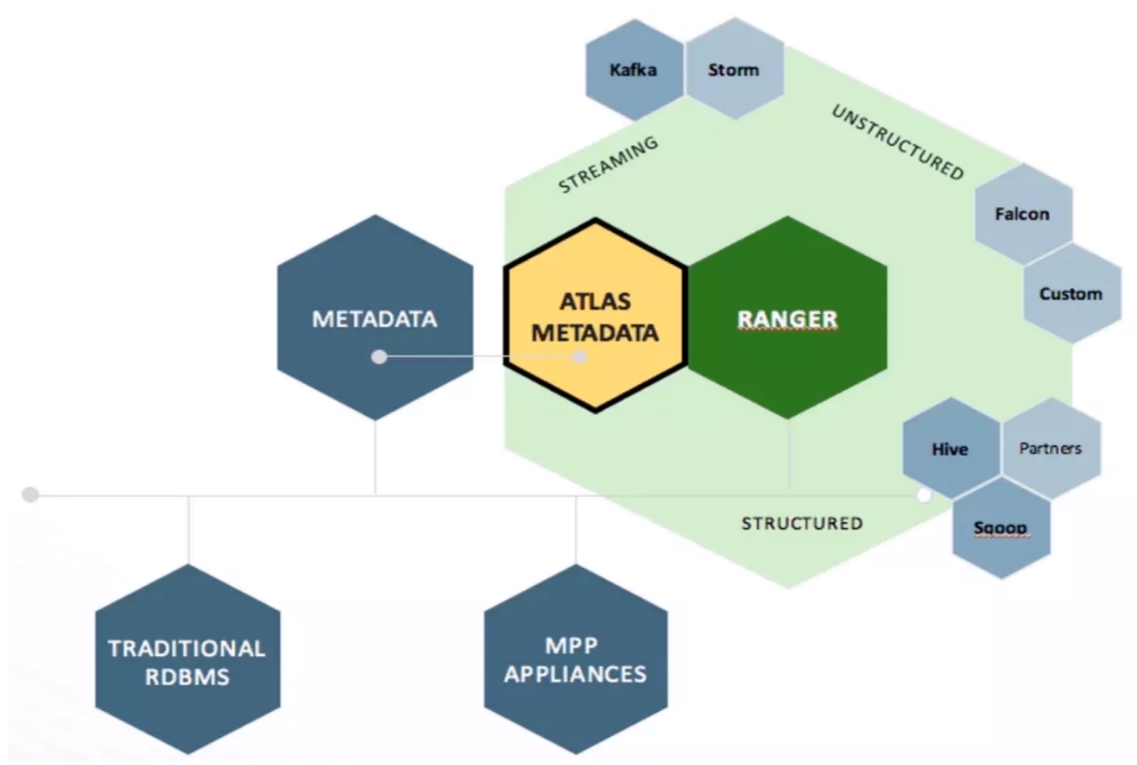 Kafka
Storm
STREAMING
UNSTRUCTURED
Falcon
Custom
METADATA
ATLAS
METADATA
RANGER
Hive
Partners
Sqoop
STRUCTURED
TRADITIONAL
RDBMS
MPP
APPLIANCES